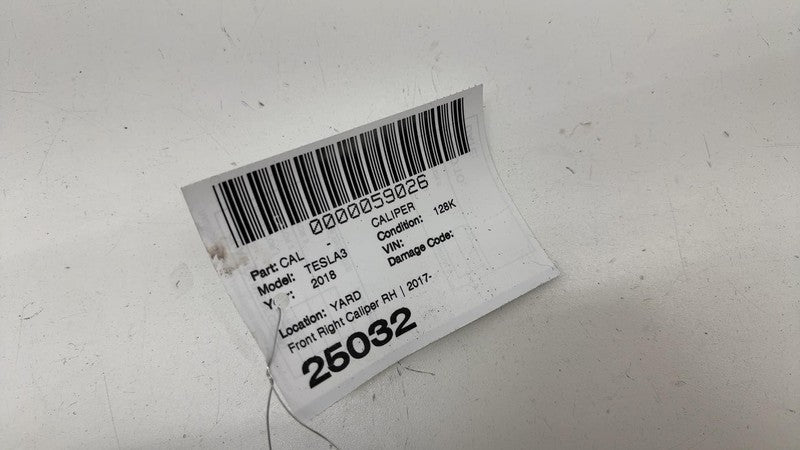 0000059026
Part: CAL - CALIPER
Model: TESLA3 Condition: 128K
Year: 2018 VIN:
Damage Code:
Location: YARD
Front Right Caliper RH | 2017-
25032